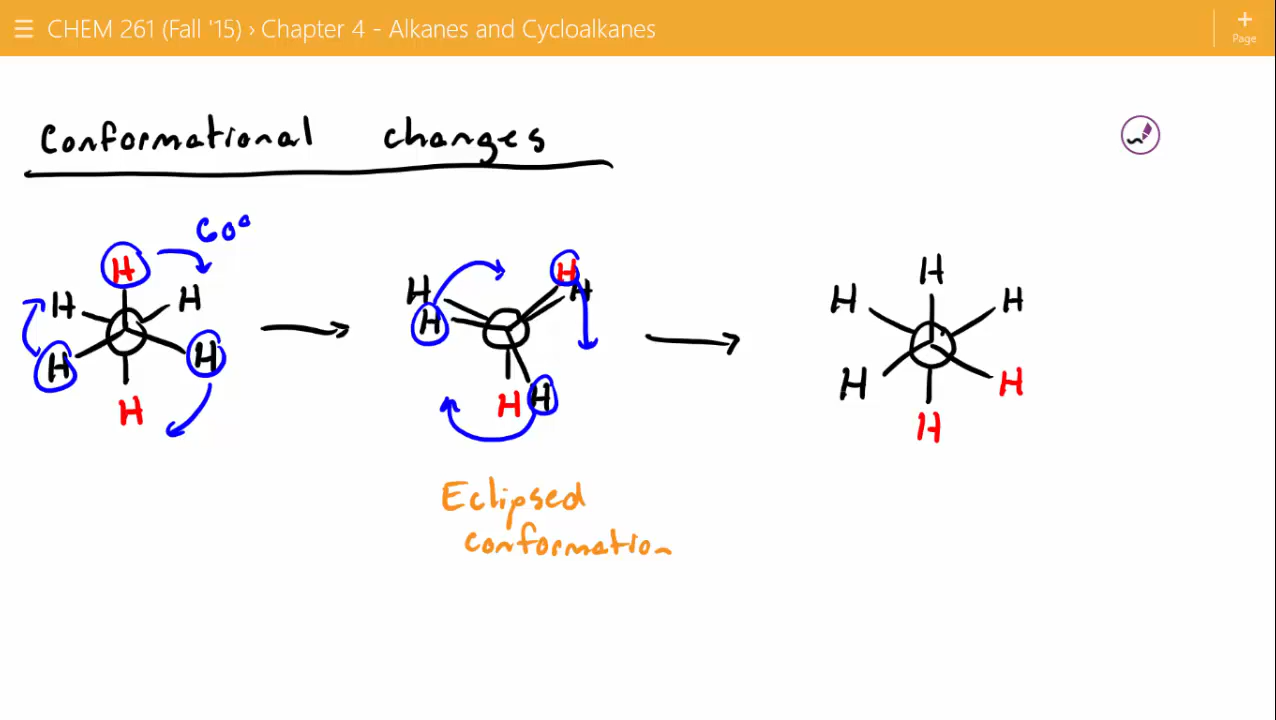 ☰ CHEM 261 (Fall '15) › Chapter 4 - Alkanes and Cycloalkanes
+
Page
Conformational changes
60°
H
H H
H H
H
H H
H H
H H
H
H H
H H
H
Eclipsed
conformation